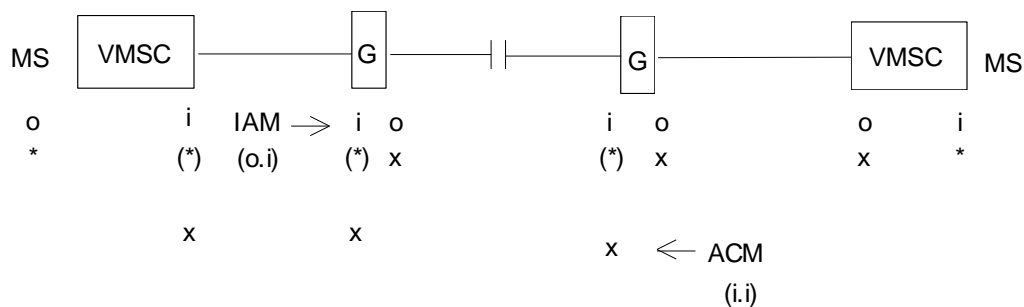 MS VMSC G G VMSC MS
o i IAM i o i o o i
* (*) (o.i) (*) x (*) x x *
x x x ACM
(i.i)